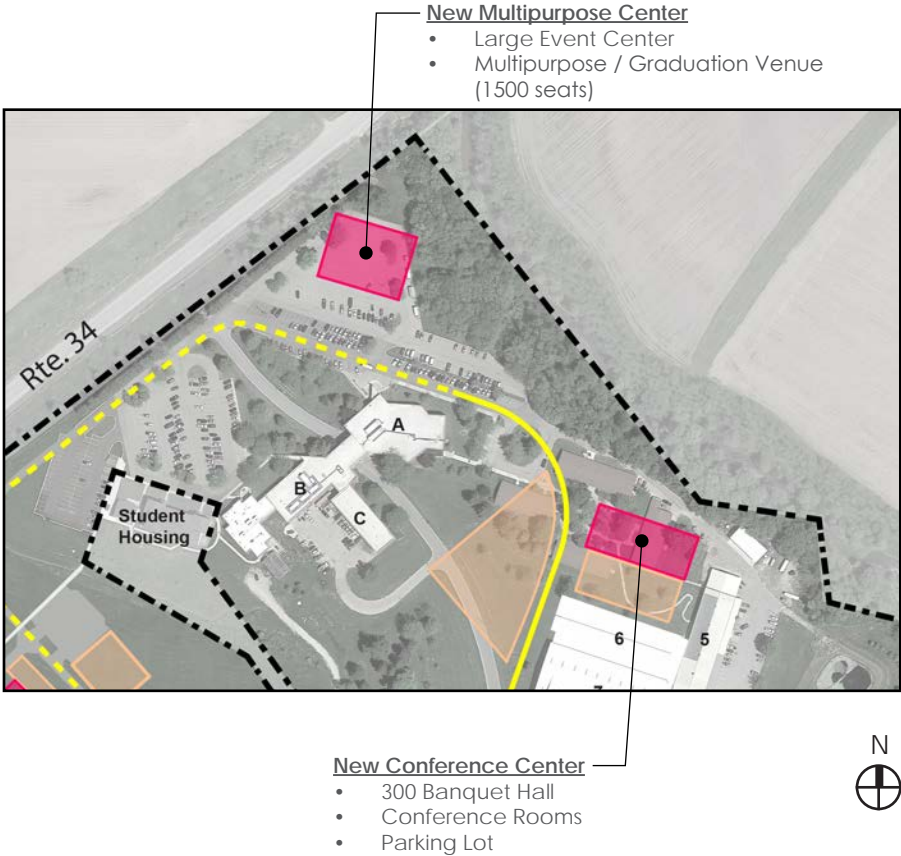 New Multipurpose Center
• Large Event Center
• Multipurpose / Graduation Venue
(1500 seats)
Rte. 34
A
B
C
Student
Housing
6
5
7
New Conference Center
• 300 Banquet Hall
• Conference Rooms
• Parking Lot
N